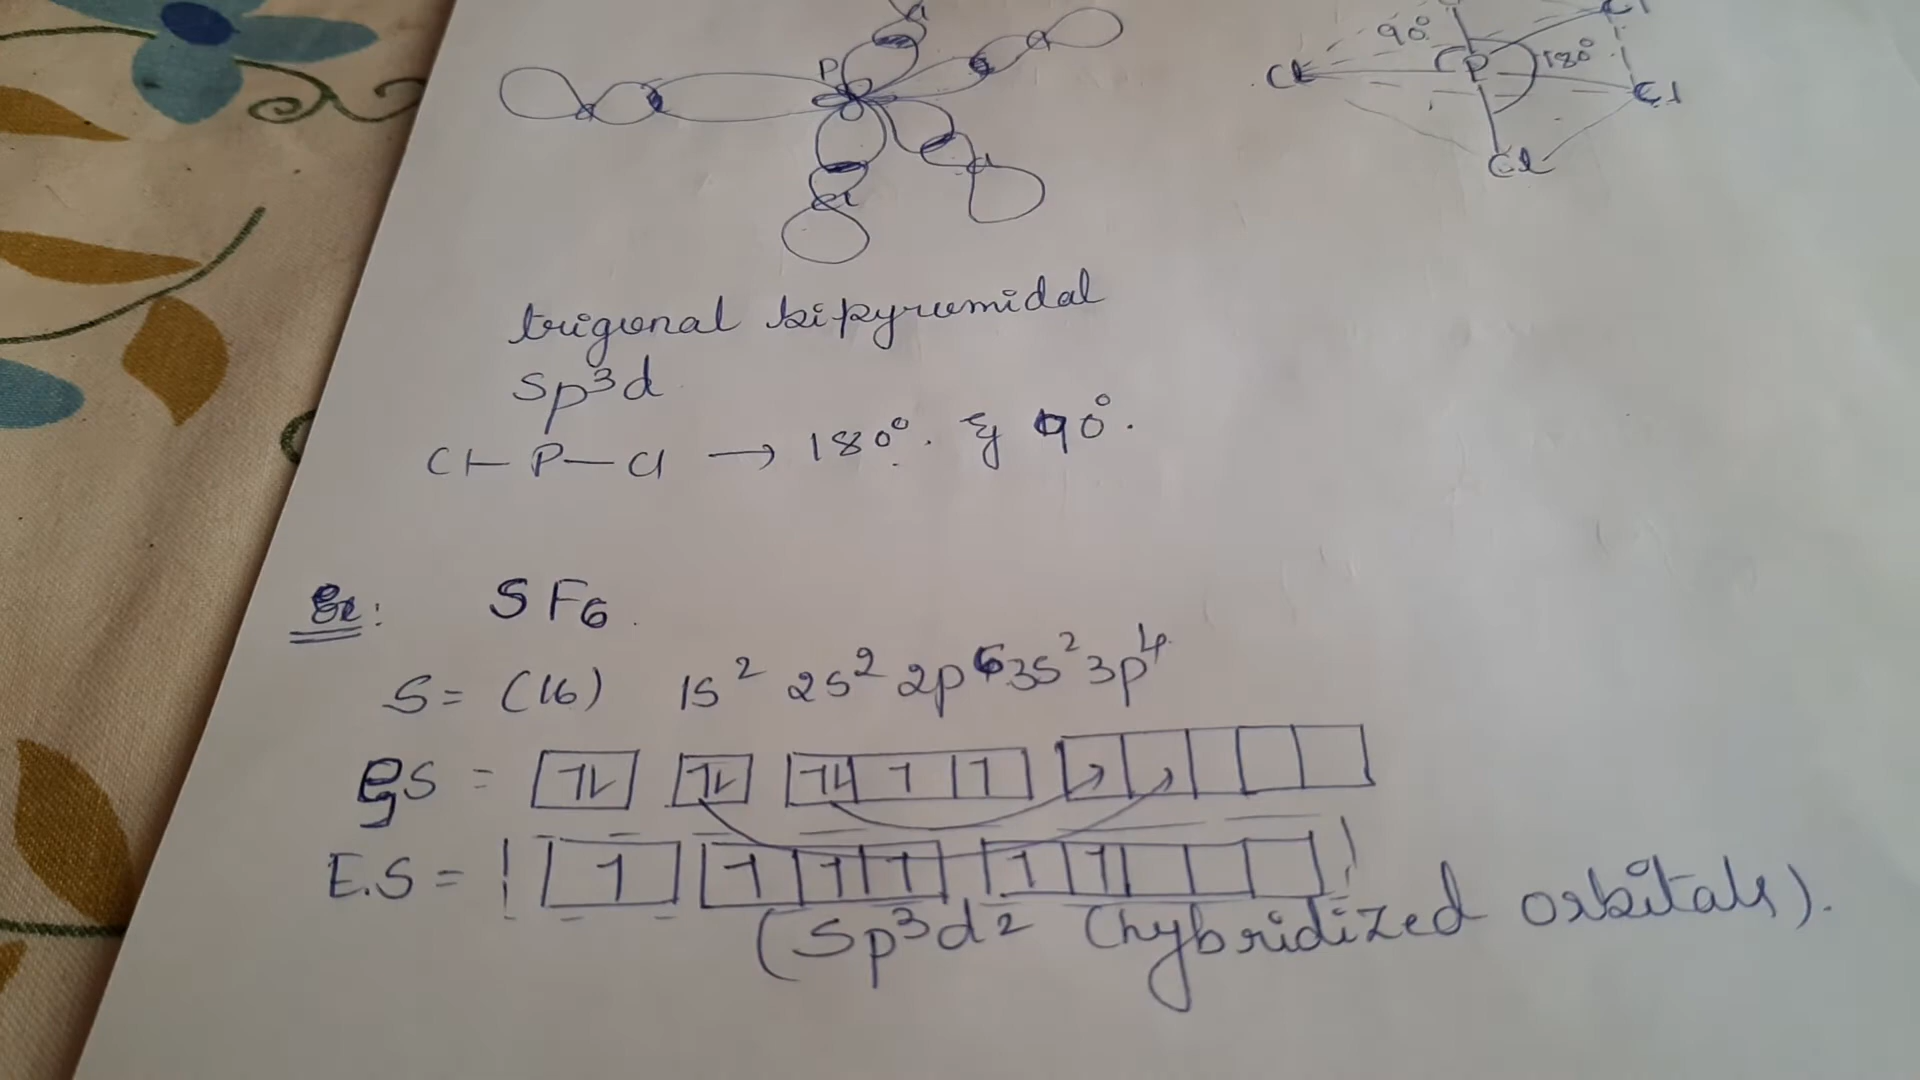 P
90°
Cl
P
180°
Cl
Cl
trigonal bipyramidal
Sp³d
Cl—P—Cl → 180°. & 90°.
Ex: SF₆.
S = (16) 1S² 2S² 2p⁶ 3S² 3p⁴
gS =
E.S =
(Sp³d² (hybridized orbitals).